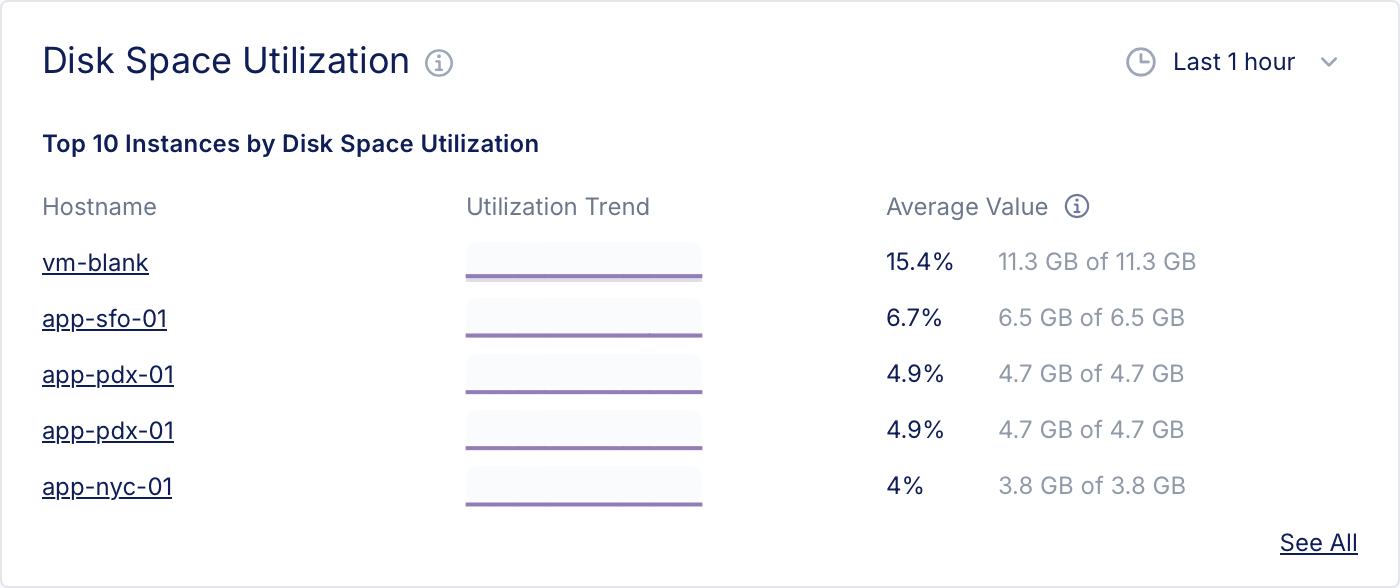 Disk Space Utilization
Last 1 hour
Top 10 Instances by Disk Space Utilization
Hostname Utilization Trend Average Value
vm-blank 15.4% 11.3 GB of 11.3 GB
app-sfo-01 6.7% 6.5 GB of 6.5 GB
app-pdx-01 4.9% 4.7 GB of 4.7 GB
app-pdx-01 4.9% 4.7 GB of 4.7 GB
app-nyc-01 4% 3.8 GB of 3.8 GB
See All